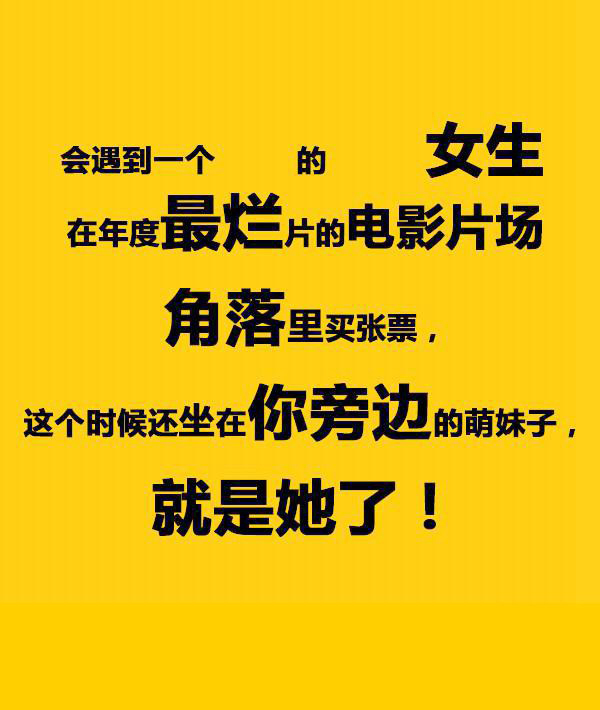 会遇到一个 的 女生
在年度最烂片的电影片场
角落里买张票，
这个时候还坐在你旁边的萌妹子，
就是她了！